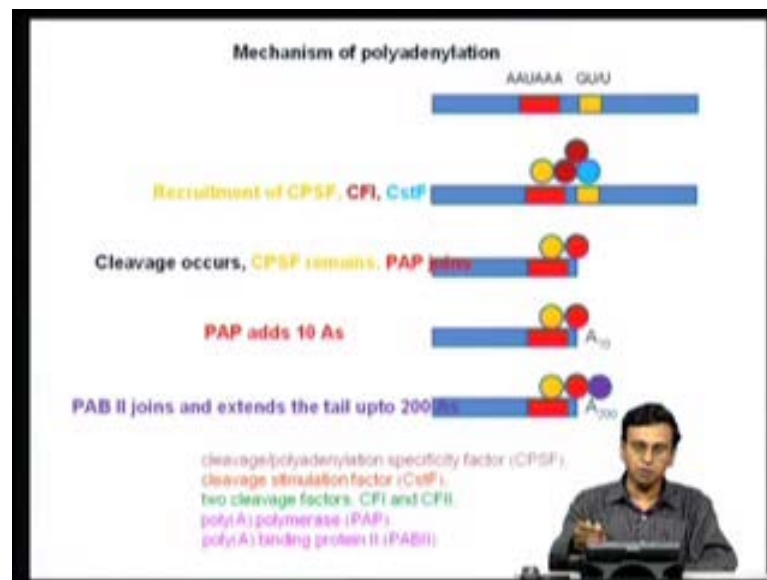 Mechanism of polyadenylation
AAUAAA GU/U
Recruitment of CPSF, CFI, CstF
Cleavage occurs, CPSF remains, PAP joins
PAP adds 10 As
A10
PAB II joins and extends the tail upto 200 As
A200
cleavage/polyadenylation specificity factor (CPSF),
cleavage stimulation factor (CstF),
two cleavage factors, CFI and CFII,
poly(A) polymerase (PAP)
poly(A) binding protein II (PABII)